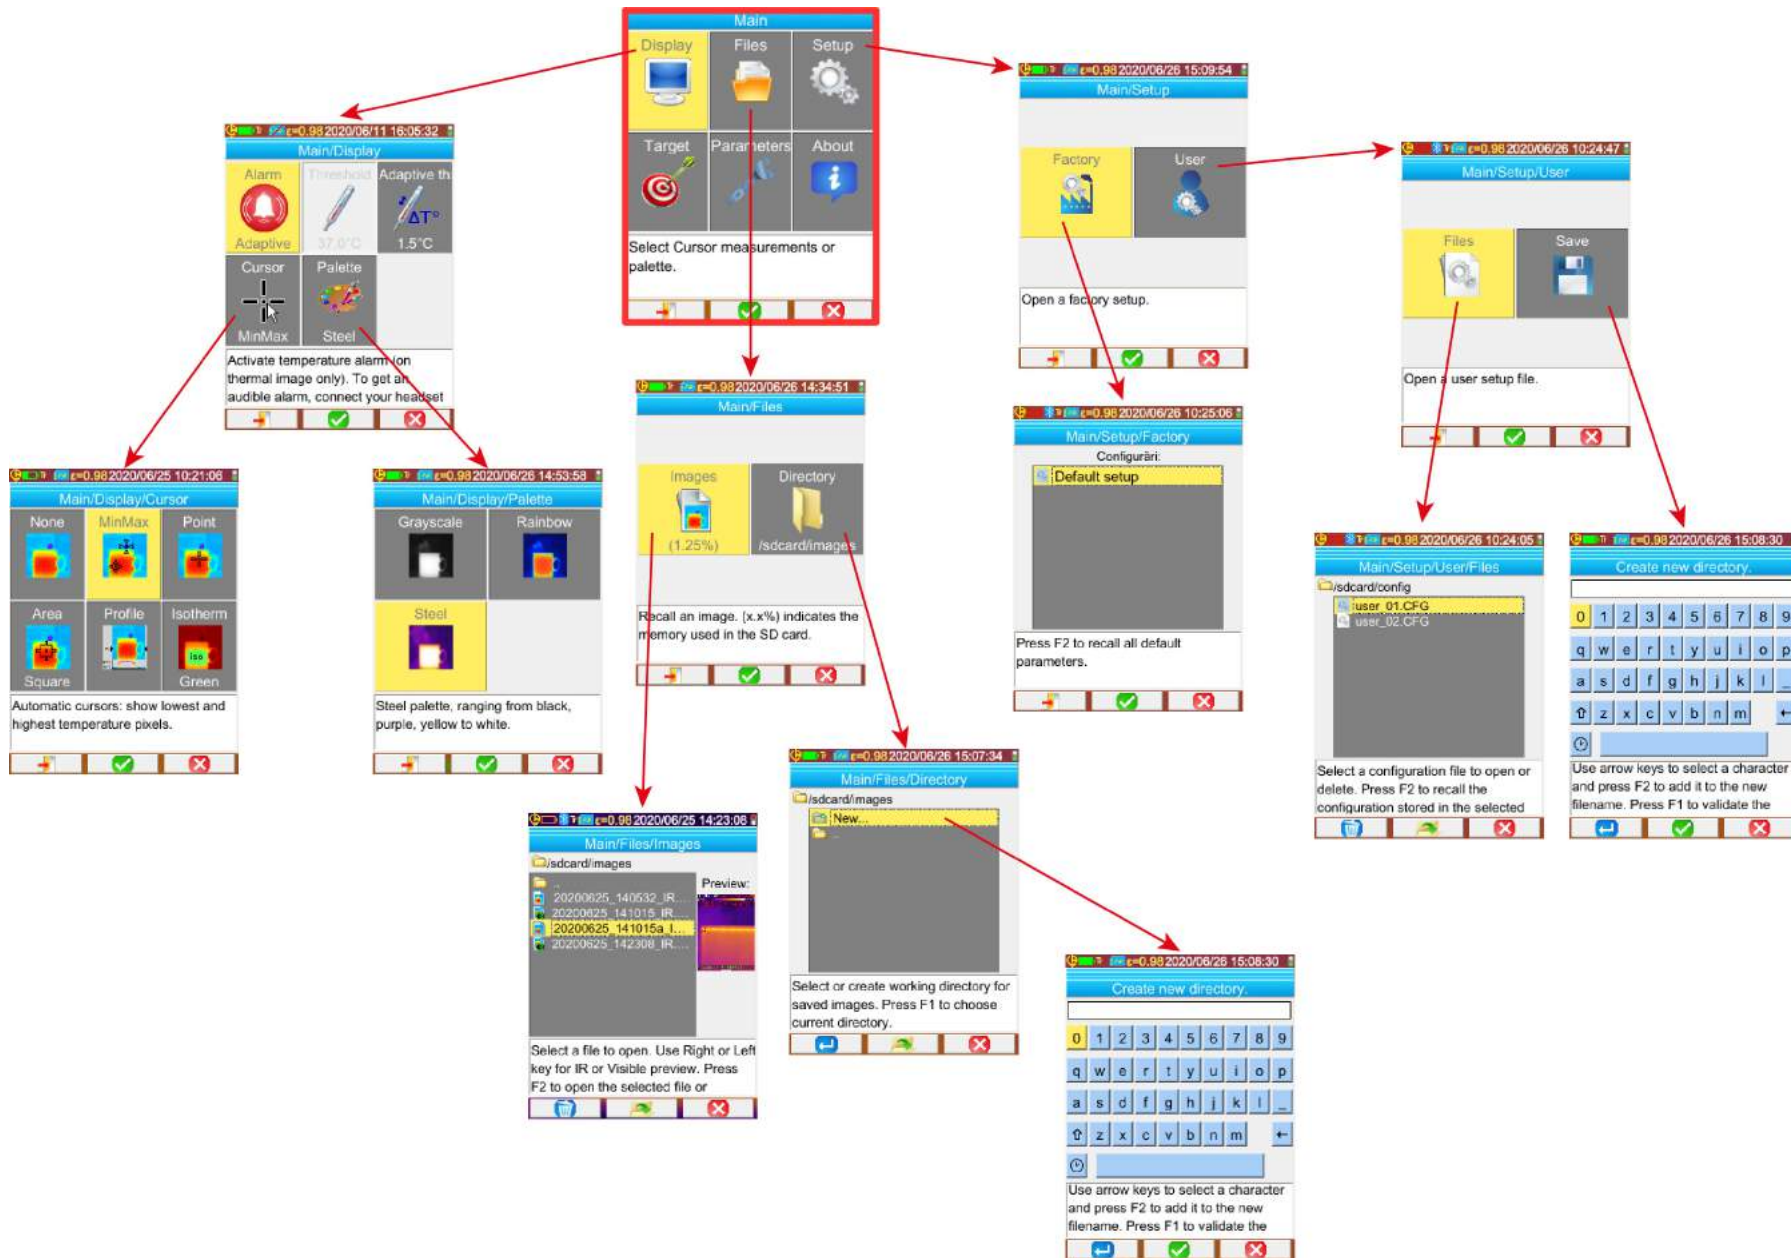 Main
Display Files Setup
Target Parameters About
Select Cursor measurements or
palette.
ε=0.98 2020/06/11 16:05:32
Main/Display
Alarm Threshold Adaptive th
ΔT°
Adaptive 37.0°C 1.5°C
Cursor Palette
MinMax Steel
Activate temperature alarm (on
thermal image only). To get an
audible alarm, connect your headset
ε=0.98 2020/06/26 15:09:54
Main/Setup
Factory User
Open a factory setup.
ε=0.98 2020/06/26 10:24:47
Main/Setup/User
Files Save
Open a user setup file.
ε=0.98 2020/06/25 10:21:06
Main/Display/Cursor
None MinMax Point
Area Profile Isotherm
iso
Square Green
Automatic cursors: show lowest and
highest temperature pixels.
ε=0.98 2020/06/26 14:53:58
Main/Display/Palette
Grayscale Rainbow
Steel
Steel palette, ranging from black,
purple, yellow to white.
ε=0.98 2020/06/26 14:34:51
Main/Files
Images Directory
(1.25%) /sdcard/images
Recall an image. (x.x%) indicates the
memory used in the SD card.
ε=0.98 2020/06/26 10:25:06
Main/Setup/Factory
Configurări:
Default setup
Press F2 to recall all default
parameters.
ε=0.98 2020/06/26 10:24:05
Main/Setup/User/Files
/sdcard/config
user_01.CFG
user_02.CFG
Select a configuration file to open or
delete. Press F2 to recall the
configuration stored in the selected
ε=0.98 2020/06/26 15:08:30
Create new directory.
0 1 2 3 4 5 6 7 8 9
q w e r t y u i o p
a s d f g h j k l _
⇧ z x c v b n m ←
Use arrow keys to select a character
and press F2 to add it to the new
filename. Press F1 to validate the
ε=0.98 2020/06/25 14:23:08
Main/Files/Images
/sdcard/images
..
Preview:
20200625_140532_IR....
20200625_141015_IR....
20200625_141015a_I...
20200625_142308_IR....
Select a file to open. Use Right or Left
key for IR or Visible preview. Press
F2 to open the selected file or
ε=0.98 2020/06/26 15:07:34
Main/Files/Directory
/sdcard/images
New...
..
Select or create working directory for
saved images. Press F1 to choose
current directory.
ε=0.98 2020/06/26 15:08:30
Create new directory.
0 1 2 3 4 5 6 7 8 9
q w e r t y u i o p
a s d f g h j k l _
⇧ z x c v b n m ←
Use arrow keys to select a character
and press F2 to add it to the new
filename. Press F1 to validate the